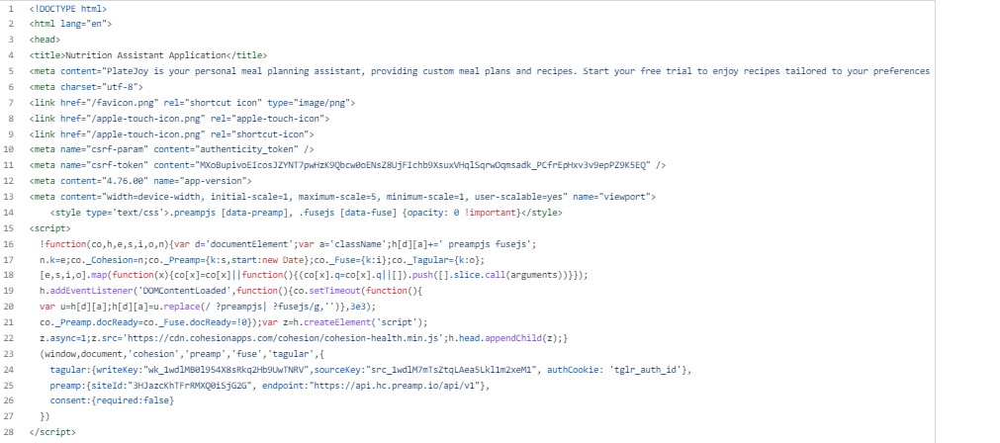 1 <!DOCTYPE html>
2 <html lang="en">
3 <head>
4 <title>Nutrition Assistant Application</title>
5 <meta content="PlateJoy is your personal meal planning assistant, providing custom meal plans and recipes. Start your free trial to enjoy recipes tailored to your preferences
6 <meta charset="utf-8">
7 <link href="/favicon.png" rel="shortcut icon" type="image/png">
8 <link href="/apple-touch-icon.png" rel="apple-touch-icon">
9 <link href="/apple-touch-icon.png" rel="shortcut-icon">
10 <meta name="csrf-param" content="authenticity_token" />
11 <meta name="csrf-token" content="MXoBupivoEIcosJZYNT7pwHzK9Qbcw0oENsZ8UjFIchb9XsuxVHqlSqrwOqmsadk_PCfrEpHxv3v9epPZ9K5EQ" />
12 <meta content="4.76.00" name="app-version">
13 <meta content="width=device-width, initial-scale=1, maximum-scale=5, minimum-scale=1, user-scalable=yes" name="viewport">
14 <style type='text/css'>.preampjs [data-preamp], .fusejs [data-fuse] {opacity: 0 !important}</style>
15 <script>
16 !function(co,h,e,s,i,o,n){var d='documentElement';var a='className';h[d][a]+=' preampjs fusejs';
17 n.k=e;co._Cohesion=n;co._Preamp={k:s,start:new Date};co._Fuse={k:i};co._Tagular={k:o};
18 [e,s,i,o].map(function(x){co[x]=co[x]||function(){(co[x].q=co[x].q||[]).push([].slice.call(arguments))}});
19 h.addEventListener('DOMContentLoaded',function(){co.setTimeout(function(){
20 var u=h[d][a];h[d][a]=u.replace(/ ?preampjs| ?fusejs/g,'')},3e3);
21 co._Preamp.docReady=co._Fuse.docReady=!0});var z=h.createElement('script');
22 z.async=1;z.src='https://cdn.cohesionapps.com/cohesion/cohesion-health.min.js';h.head.appendChild(z);}
23 (window,document,'cohesion','preamp','fuse','tagular',{
24 tagular:{writeKey:"wk_1wdlMB0l954X8sRkq2Hb9UwTNRV",sourceKey:"src_1wdlM7mTsZtqLAea5Lkl1m2xeM1", authCookie: 'tglr_auth_id'},
25 preamp:{siteId:"3HJazcKhTFrRMXQ0iSjG2G", endpoint:"https://api.hc.preamp.io/api/v1"},
26 consent:{required:false}
27 })
28 </script>